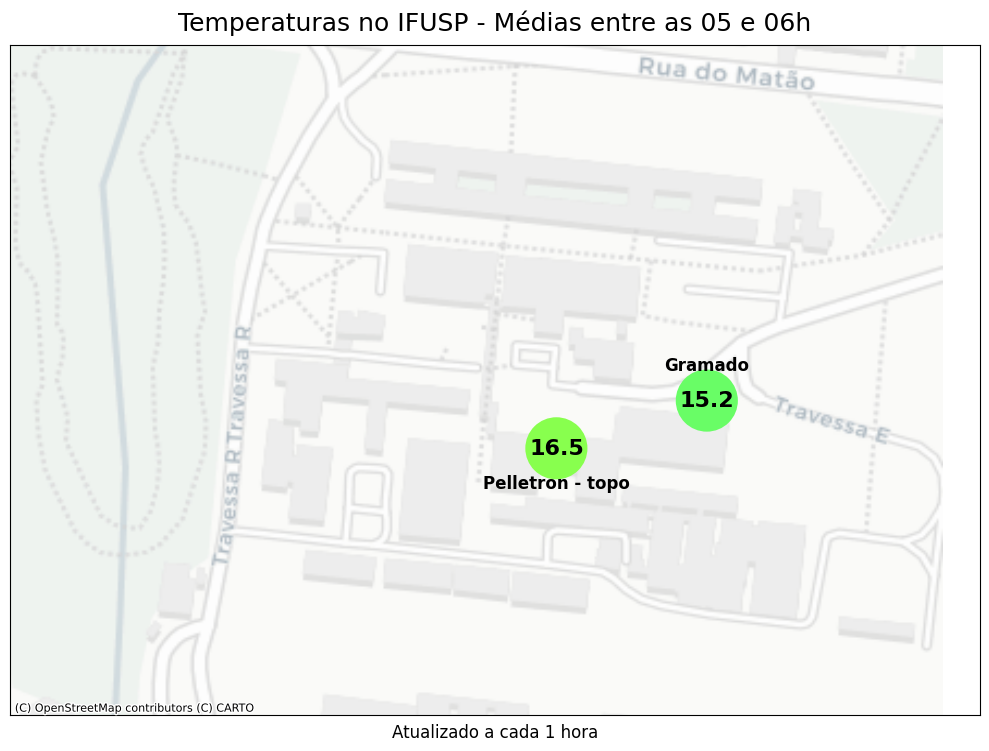 Temperaturas no IFUSP - Médias entre as 05 e 06h
Rua do Matão
Travessa R Travessa R
Gramado
15.2
Travessa E
16.5
Pelletron - topo
(C) OpenStreetMap contributors (C) CARTO
Atualizado a cada 1 hora